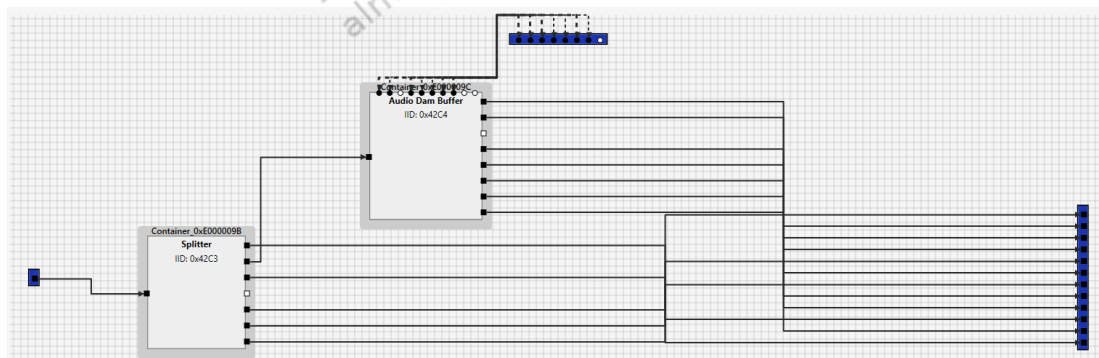 Container_0xE000009C
Audio Dam Buffer
IID: 0x42C4
Container_0xE000009B
Splitter
IID: 0x42C3